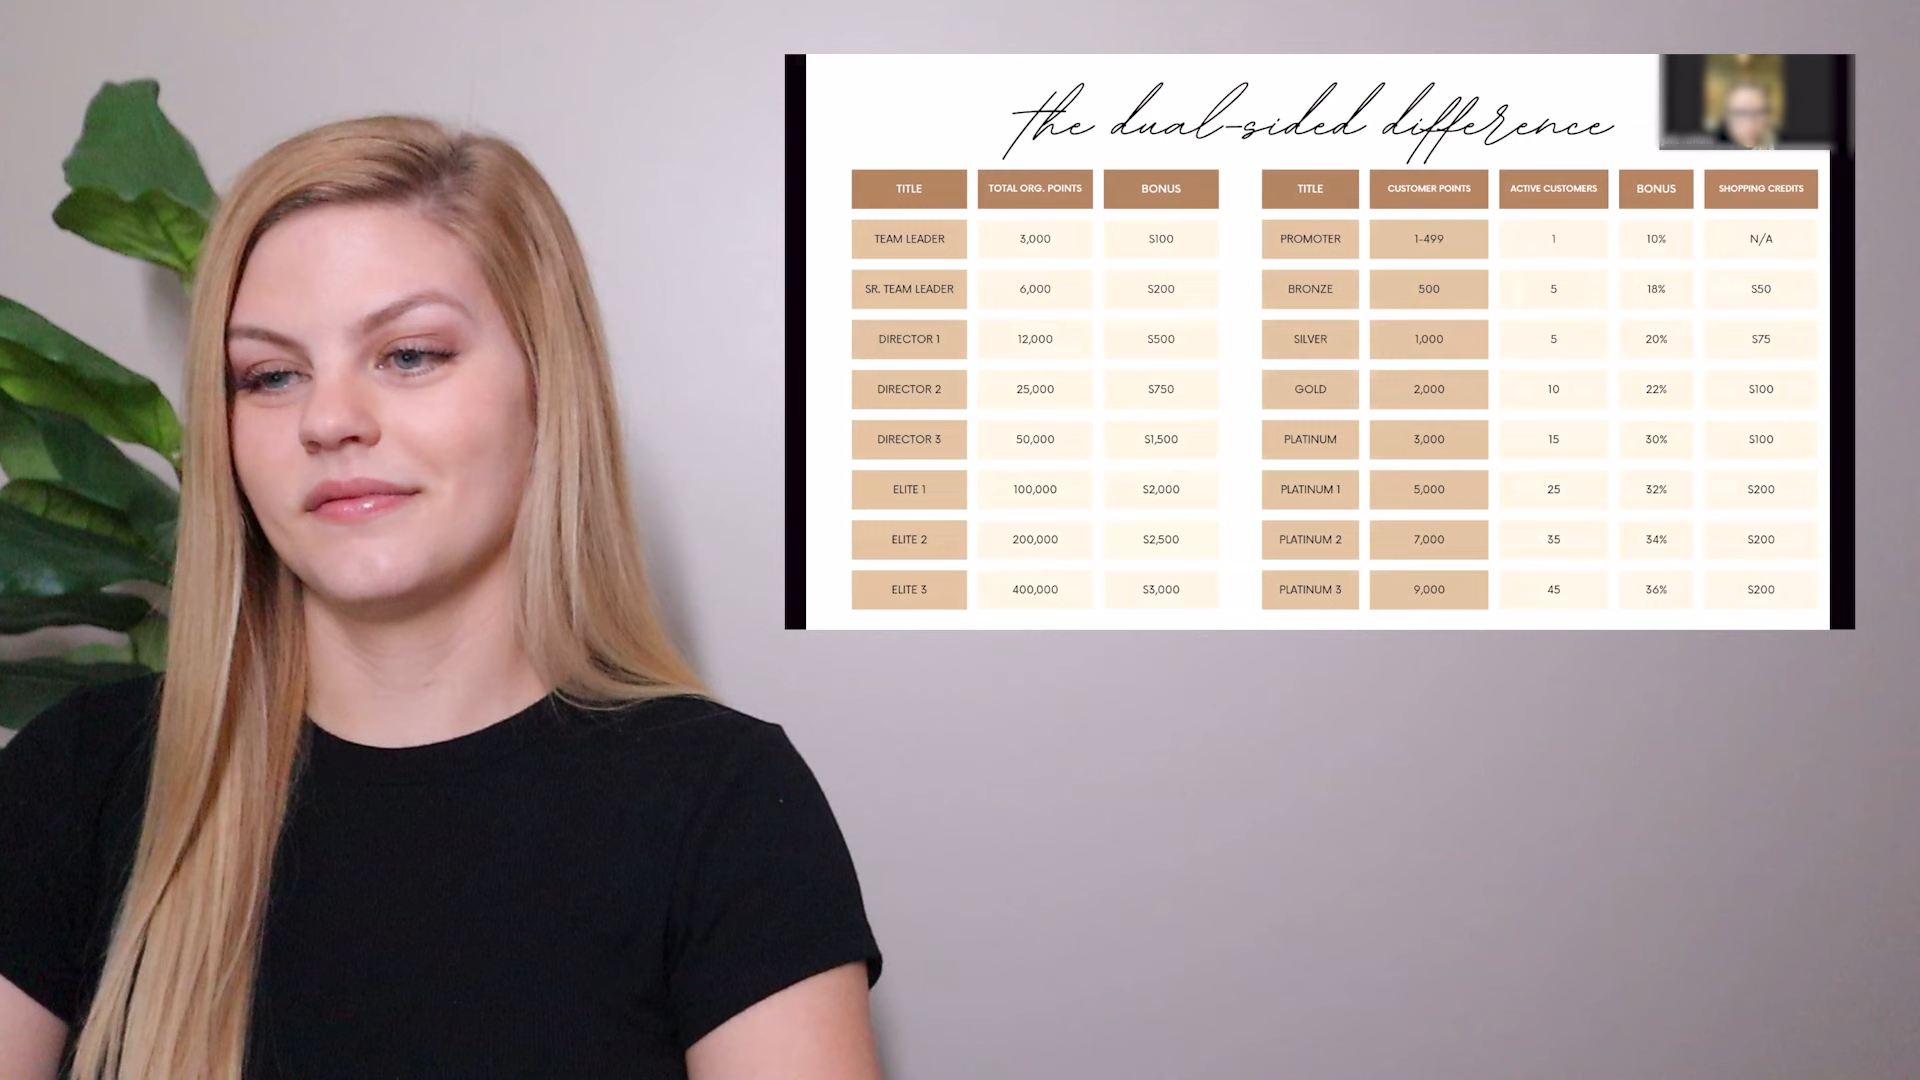 the dual-sided difference
TITLE TOTAL ORG. POINTS BONUS
TEAM LEADER 3,000 $100
SR. TEAM LEADER 6,000 $200
DIRECTOR 1 12,000 $500
DIRECTOR 2 25,000 $750
DIRECTOR 3 50,000 $1,500
ELITE 1 100,000 $2,000
ELITE 2 200,000 $2,500
ELITE 3 400,000 $3,000
TITLE CUSTOMER POINTS ACTIVE CUSTOMERS BONUS SHOPPING CREDITS
PROMOTER 1-499 1 10% N/A
BRONZE 500 5 18% $50
SILVER 1,000 5 20% $75
GOLD 2,000 10 22% $100
PLATINUM 3,000 15 30% $100
PLATINUM 1 5,000 25 32% $200
PLATINUM 2 7,000 35 34% $200
PLATINUM 3 9,000 45 36% $200